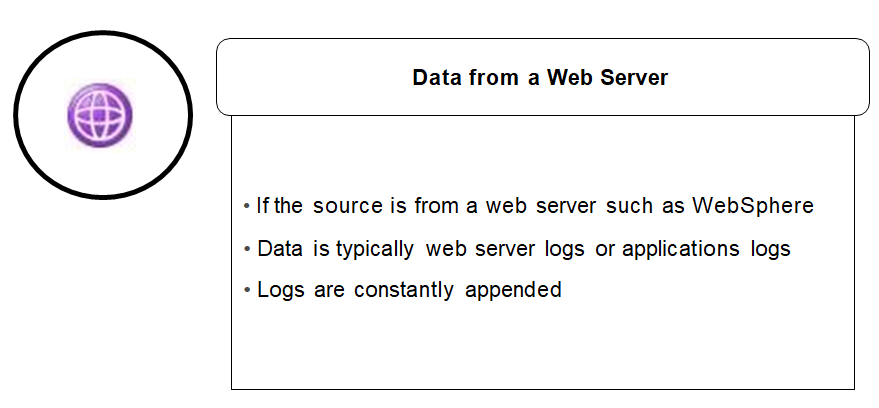 Data from a Web Server
• If the source is from a web server such as WebSphere
• Data is typically web server logs or applications logs
• Logs are constantly appended